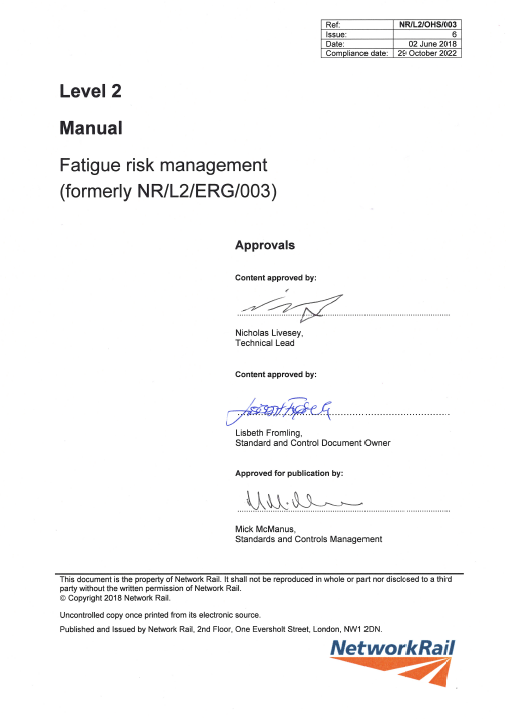 Ref: NR/L2/OHS/003
Issue: 6
Date: 02 June 2018
Compliance date: 29 October 2022
Level 2
Manual
Fatigue risk management
(formerly NR/L2/ERG/003)
Approvals
Content approved by:
Nicholas Livesey,
Technical Lead
Content approved by:
Lisbeth Fromling,
Standard and Control Document Owner
Approved for publication by:
Mick McManus,
Standards and Controls Management
This document is the property of Network Rail. It shall not be reproduced in whole or part nor disclosed to a third
party without the written permission of Network Rail.
© Copyright 2018 Network Rail.
Uncontrolled copy once printed from its electronic source.
Published and Issued by Network Rail, 2nd Floor, One Eversholt Street, London, NW1 2DN.
NetworkRail